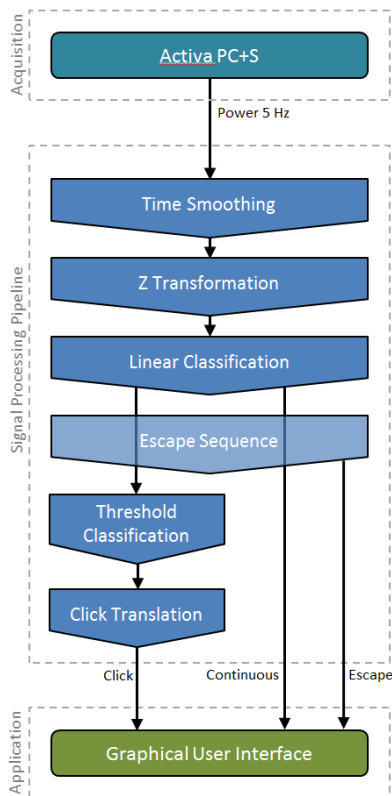 Acquisition
Activa PC+S
Power 5 Hz
Signal Processing Pipeline
Time Smoothing
Z Transformation
Linear Classification
Escape Sequence
Threshold
Classification
Click Translation
Click
Continuous
Escape
Application
Graphical User Interface